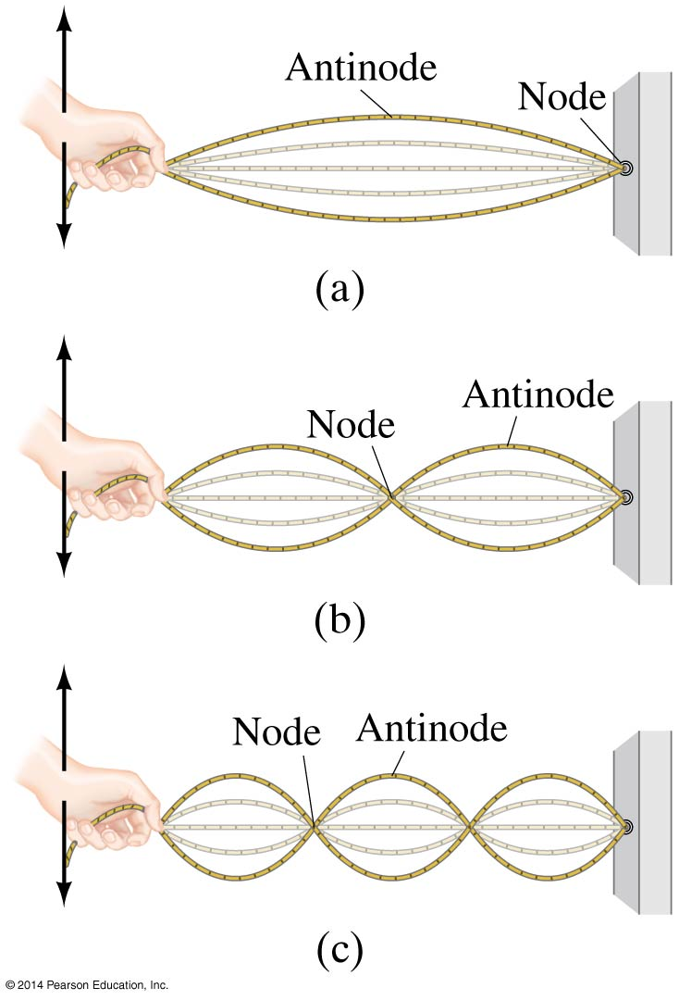 Antinode
Node
(a)
Antinode
Node
(b)
Node Antinode
(c)
© 2014 Pearson Education, Inc.